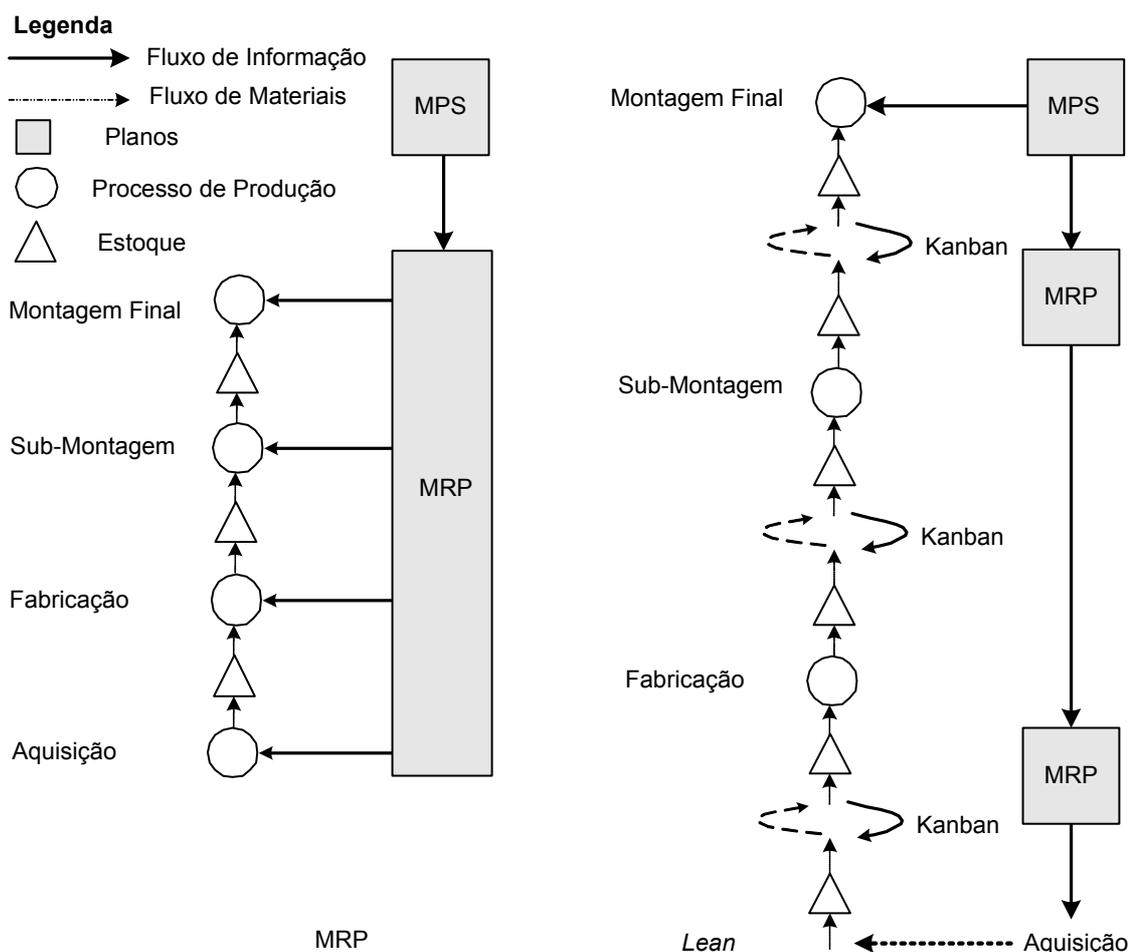 Legenda
Fluxo de Informação
Fluxo de Materiais
Planos
Processo de Produção
Estoque
MPS
Montagem Final
Sub-Montagem
MRP
Fabricação
Aquisição
MRP
Montagem Final
MPS
Kanban
MRP
Sub-Montagem
Kanban
Fabricação
MRP
Kanban
Lean
Aquisição